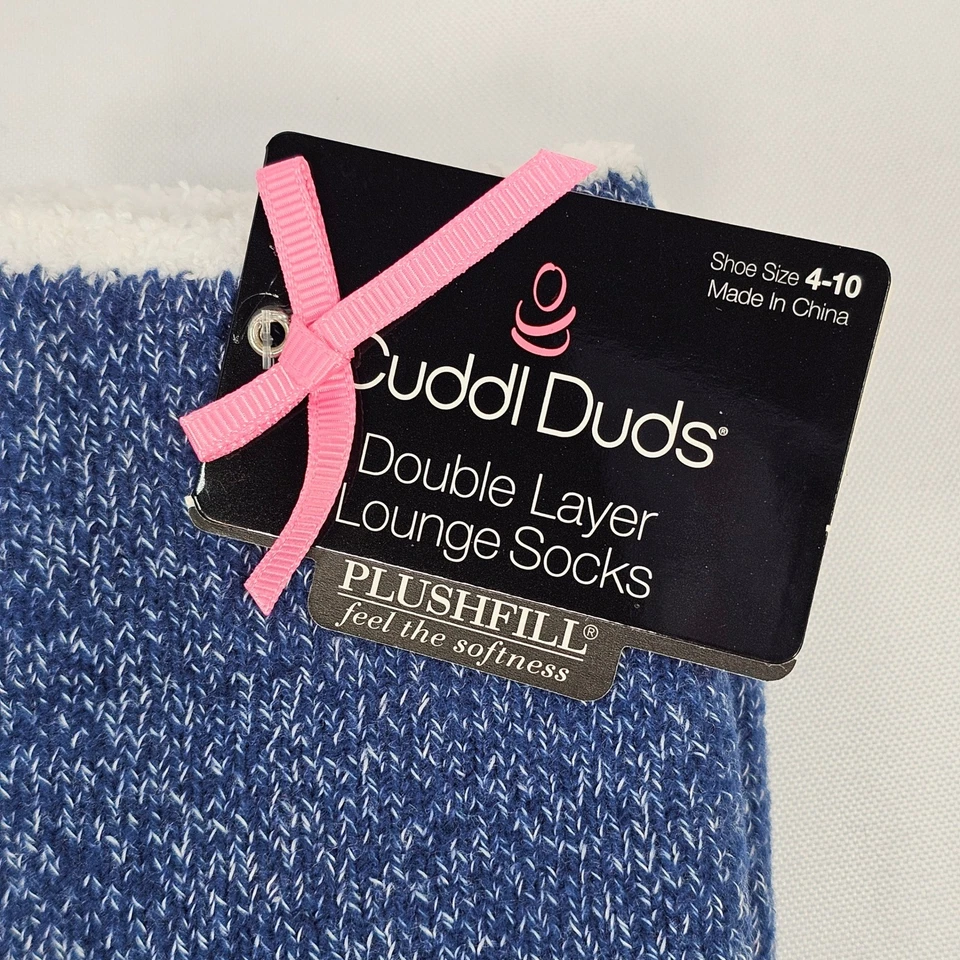 Shoe Size 4-10
Made In China
Cuddl Duds®
Double Layer
Lounge Socks
PLUSHFILL®
feel the softness